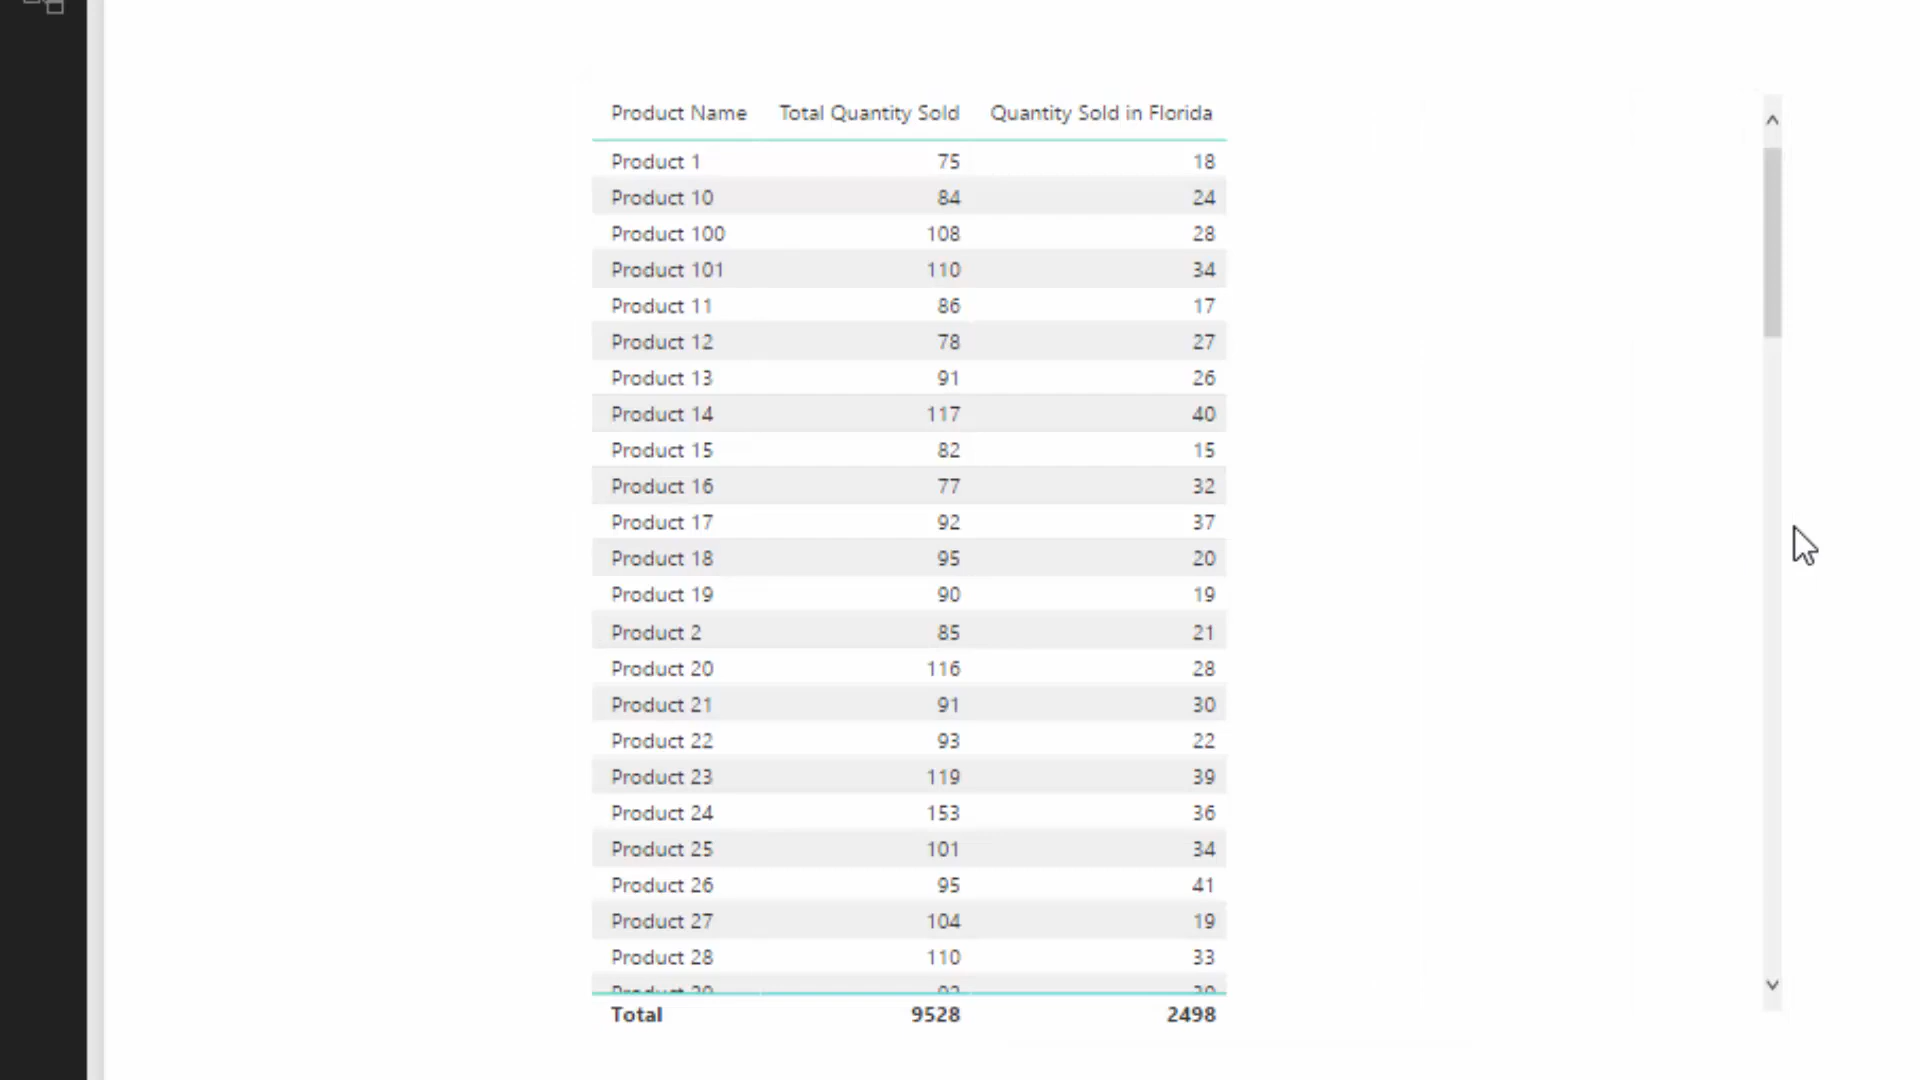 Product Name Total Quantity Sold Quantity Sold in Florida
Product 1 75 18
Product 10 84 24
Product 100 108 28
Product 101 110 34
Product 11 86 17
Product 12 78 27
Product 13 91 26
Product 14 117 40
Product 15 82 15
Product 16 77 32
Product 17 92 37
Product 18 95 20
Product 19 90 19
Product 2 85 21
Product 20 116 28
Product 21 91 30
Product 22 93 22
Product 23 119 39
Product 24 153 36
Product 25 101 34
Product 26 95 41
Product 27 104 19
Product 28 110 33
Total 9528 2498